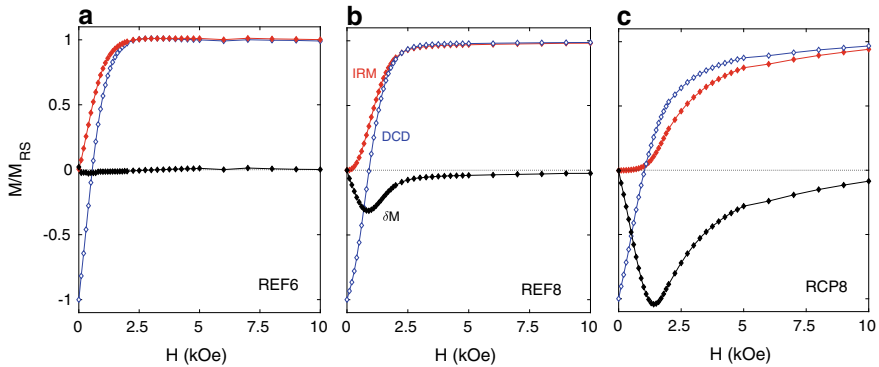 a
b
c
M/M_RS
1
0.5
0
-0.5
-1
IRM
DCD
δM
REF6
REF8
RCP8
0
2.5
5
7.5
10
0
2.5
5
7.5
10
0
2.5
5
7.5
10
H (kOe)
H (kOe)
H (kOe)